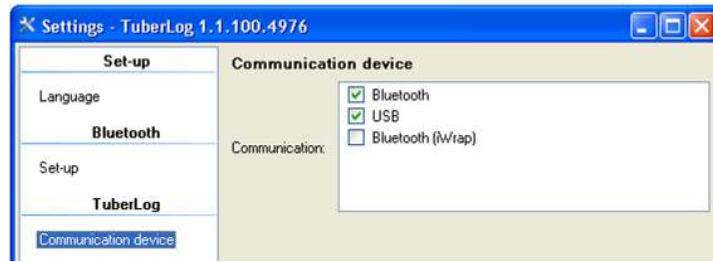 Settings - TuberLog 1.1.100.4976
Set-up
Language
Bluetooth
Set-up
TuberLog
Communication device
Communication device
Communication:
Bluetooth
USB
Bluetooth (iWrap)